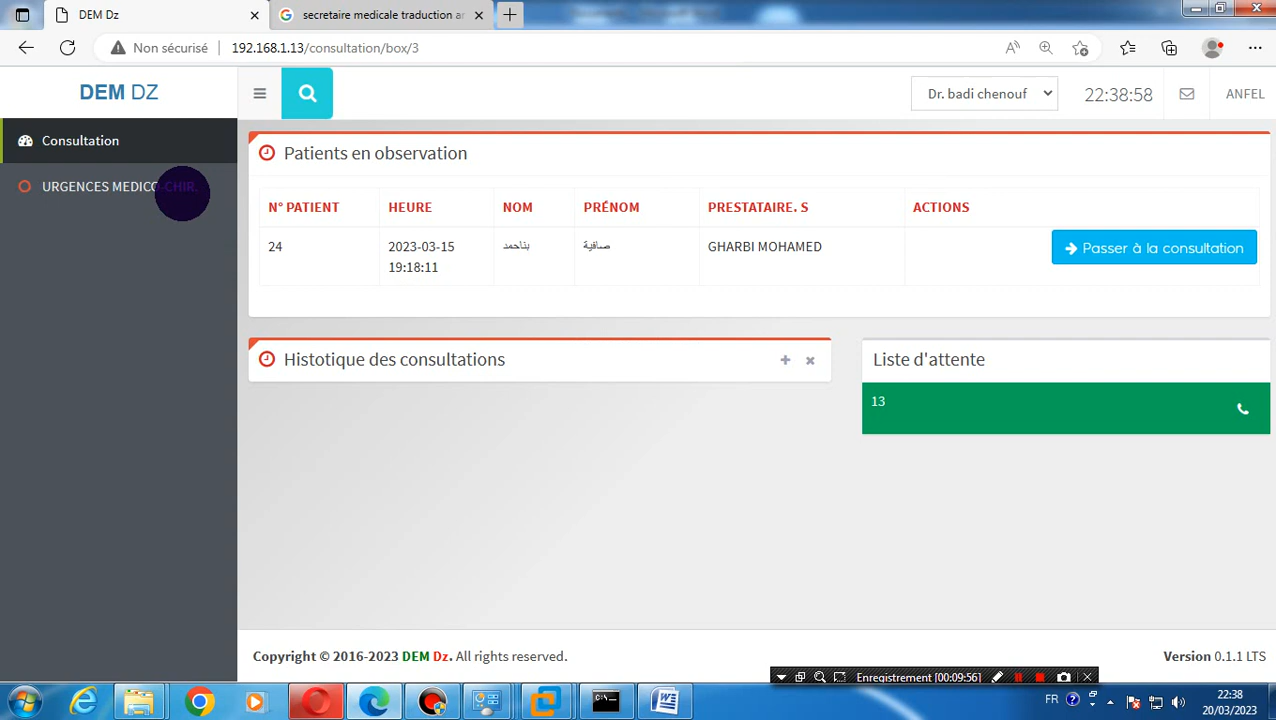 DEM Dz
secretaire medicale traduction ar
Non sécurisé
192.168.1.13/consultation/box/3
DEM DZ
Dr. badi chenouf
22:38:58
ANFEL
Consultation
URGENCES MEDICO-CHIR.
Patients en observation
N° PATIENT HEURE NOM PRÉNOM PRESTATAIRE. S ACTIONS
24 2023-03-15 بناحمد صافية GHARBI MOHAMED Passer à la consultation
19:18:11
Histotique des consultations
Liste d'attente
13
Copyright © 2016-2023 DEM Dz. All rights reserved.
Version 0.1.1 LTS
Enregistrement [00:09:56]
FR
22:38
20/03/2023